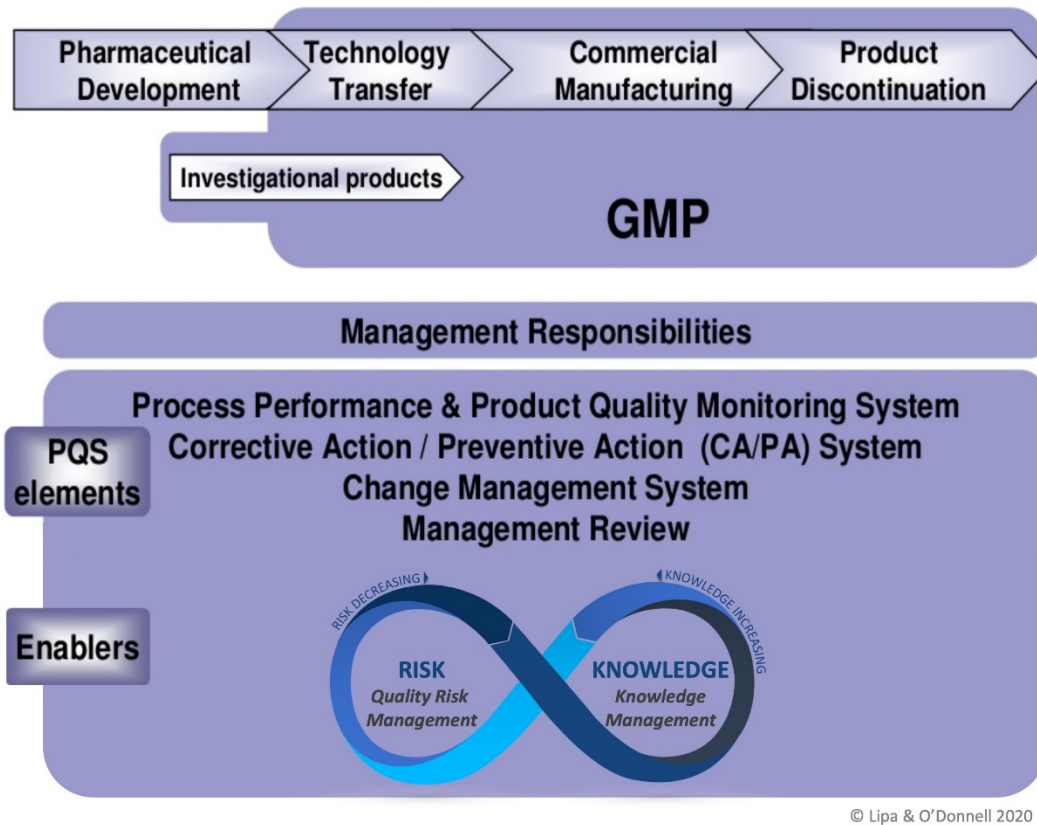 Pharmaceutical
Development
Technology
Transfer
Commercial
Manufacturing
Product
Discontinuation
Investigational products
GMP
Management Responsibilities
PQS
elements
Process Performance & Product Quality Monitoring System
Corrective Action / Preventive Action (CA/PA) System
Change Management System
Management Review
Enablers
RISK DECREASING
KNOWLEDGE INCREASING
RISK
Quality Risk
Management
KNOWLEDGE
Knowledge
Management
© Lipa & O'Donnell 2020